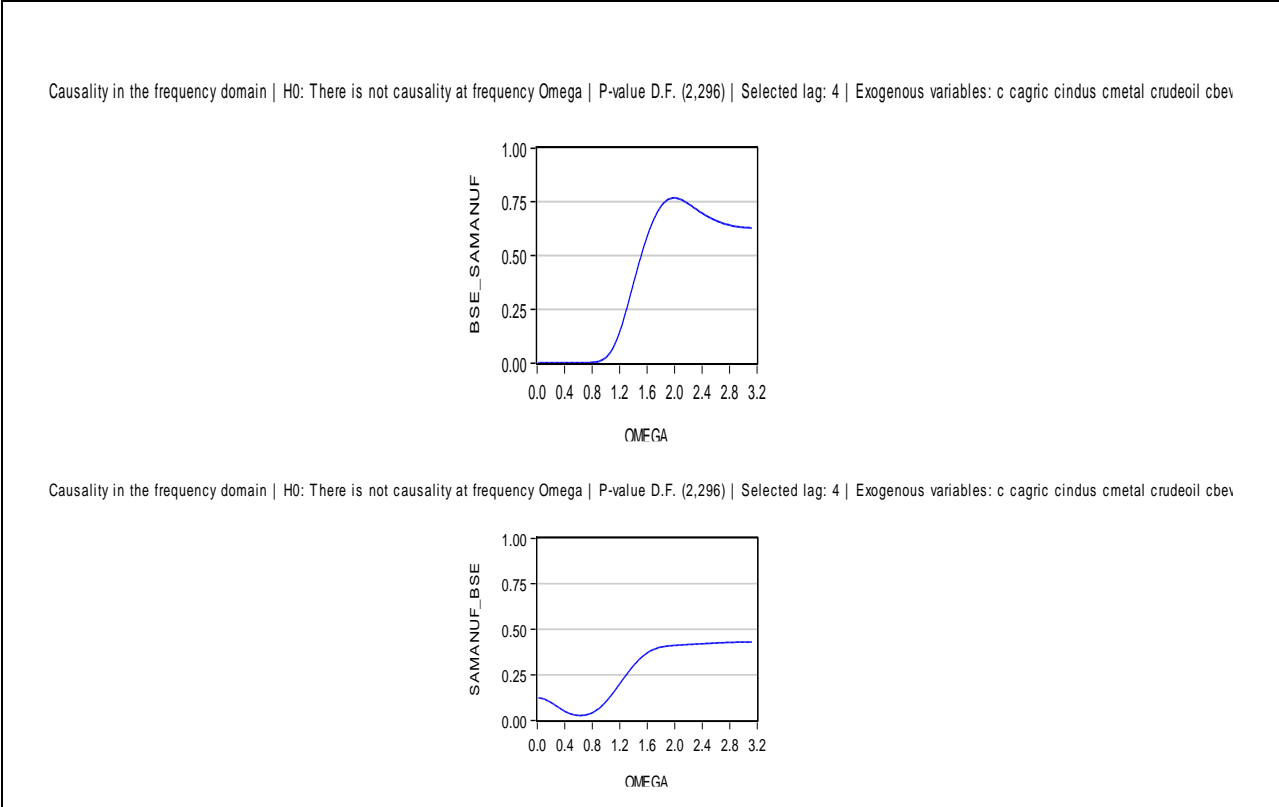 Causality in the frequency domain | H0: There is not causality at frequency Omega | P-value D.F. (2,296) | Selected lag: 4 | Exogenous variables: c cagric cindus cmetal crudeoil cbev
1.00
0.75
0.50
0.25
0.00
BSE_SAMANUF
0.0 0.4 0.8 1.2 1.6 2.0 2.4 2.8 3.2
OMEGA
Causality in the frequency domain | H0: There is not causality at frequency Omega | P-value D.F. (2,296) | Selected lag: 4 | Exogenous variables: c cagric cindus cmetal crudeoil cbev
1.00
0.75
0.50
0.25
0.00
SAMANUF_BSE
0.0 0.4 0.8 1.2 1.6 2.0 2.4 2.8 3.2
OMEGA